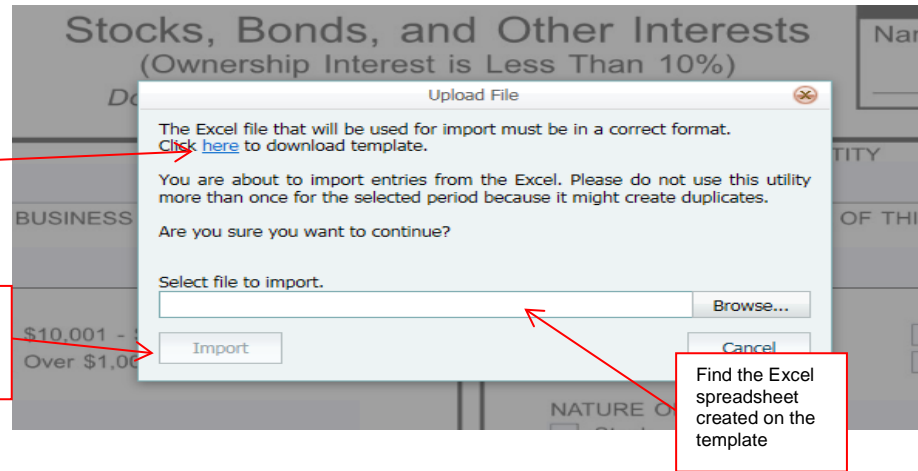 Stocks, Bonds, and Other Interests
(Ownership Interest is Less Than 10%)
Upload File
The Excel file that will be used for import must be in a correct format.
Click here to download template.
You are about to import entries from the Excel. Please do not use this utility
more than once for the selected period because it might create duplicates.
Are you sure you want to continue?
BUSINESS
OF
Select file to import.
Browse...
$10,001 -
Over
Import
Cancel
NATURE
Find the Excel
spreadsheet
created on the
template